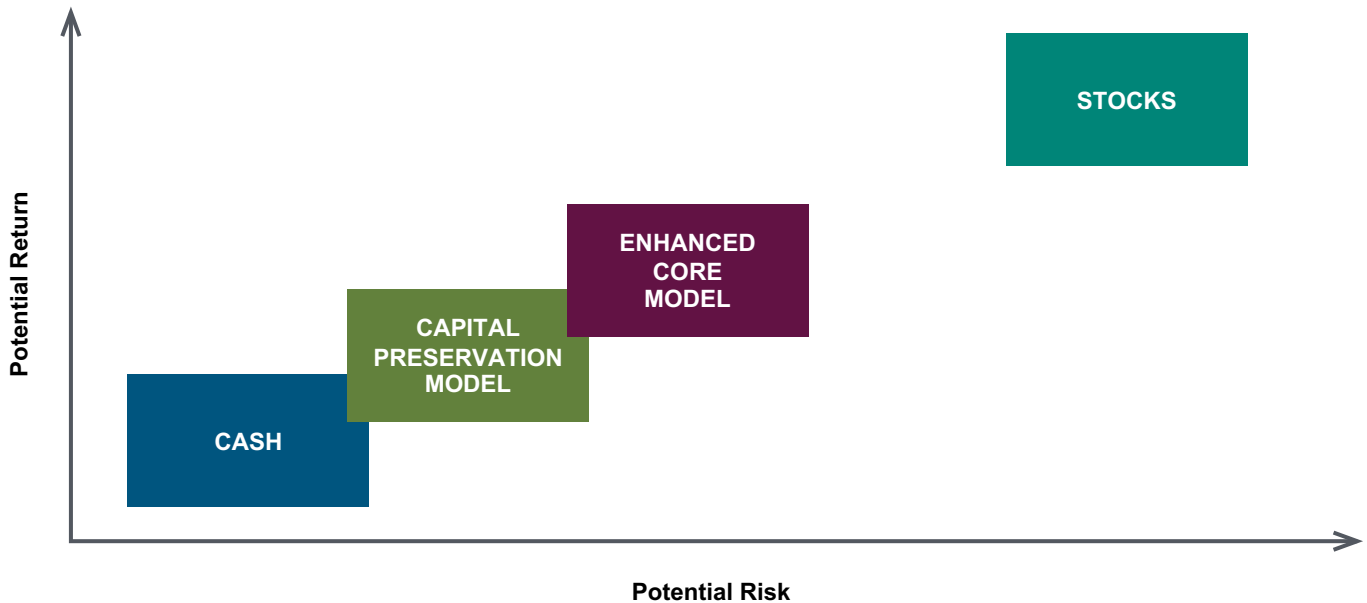 STOCKS
ENHANCED
CORE
MODEL
CAPITAL
PRESERVATION
MODEL
CASH
Potential Return
Potential Risk